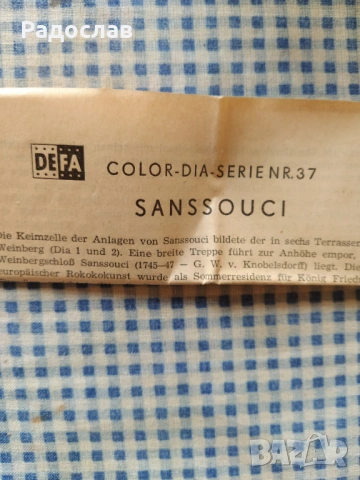 Радослав
DEFA
COLOR-DIA-SERIE NR. 37
SANSSOUCI
Die Keimzelle der Anlagen von Sanssouci bildete der in sechs Terrassen
Weinberg (Dia 1 und 2). Eine breite Treppe führt zur Anhöhe empor,
Weinbergschloß Sanssouci (1745—47 - G. W. v. Knobelsdorff) liegt. Die
europäischer Rokokokunst wurde als Sommerresidenz für König Fried
BAZAR